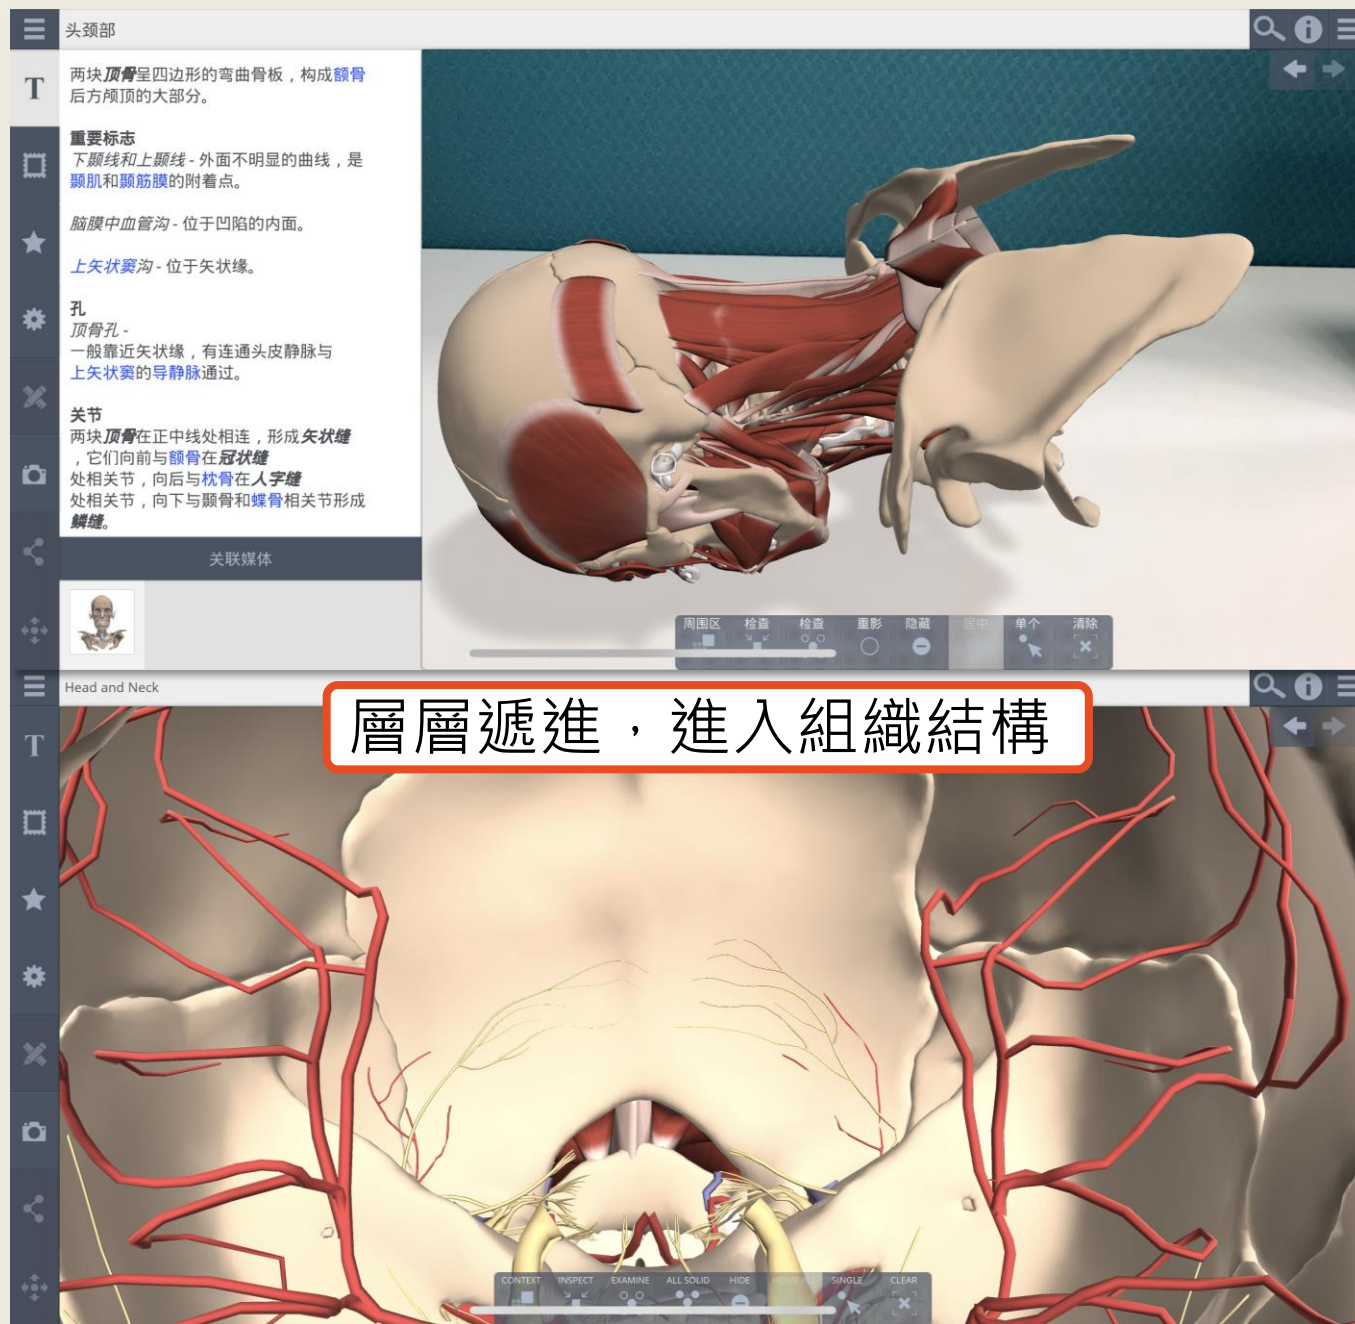 头颈部
T
两块顶骨呈四边形的弯曲骨板，构成额骨
后方颅顶的大部分。
重要标志
下颞线和上颞线 - 外面不明显的曲线，是
颞肌和颞筋膜的附着点。
脑膜中血管沟 - 位于凹陷的内面。
上矢状窦沟 - 位于矢状缘。
孔
顶骨孔 -
一般靠近矢状缘，有连通头皮静脉与
上矢状窦的导静脉通过。
关节
两块顶骨在正中线处相连，形成矢状缝
，它们向前与额骨在冠状缝
处相关节，向后与枕骨在人字缝
处相关节，向下与颞骨和蝶骨相关节形成
鳞缝。
关联媒体
周围区 检查 检查 重影 隐藏 居中 单个 清除
Head and Neck
層層遞進，進入組織結構
T
CONTEXT INSPECT EXAMINE ALL SOLID HIDE SINGLE CLEAR